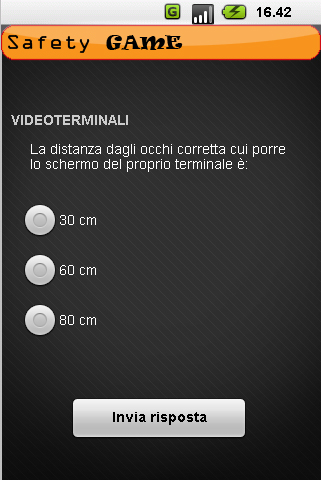 16.42
Safety GAME
VIDEOTERMINALI
La distanza dagli occhi corretta cui porre
lo schermo del proprio terminale è:
30 cm
60 cm
80 cm
Invia risposta